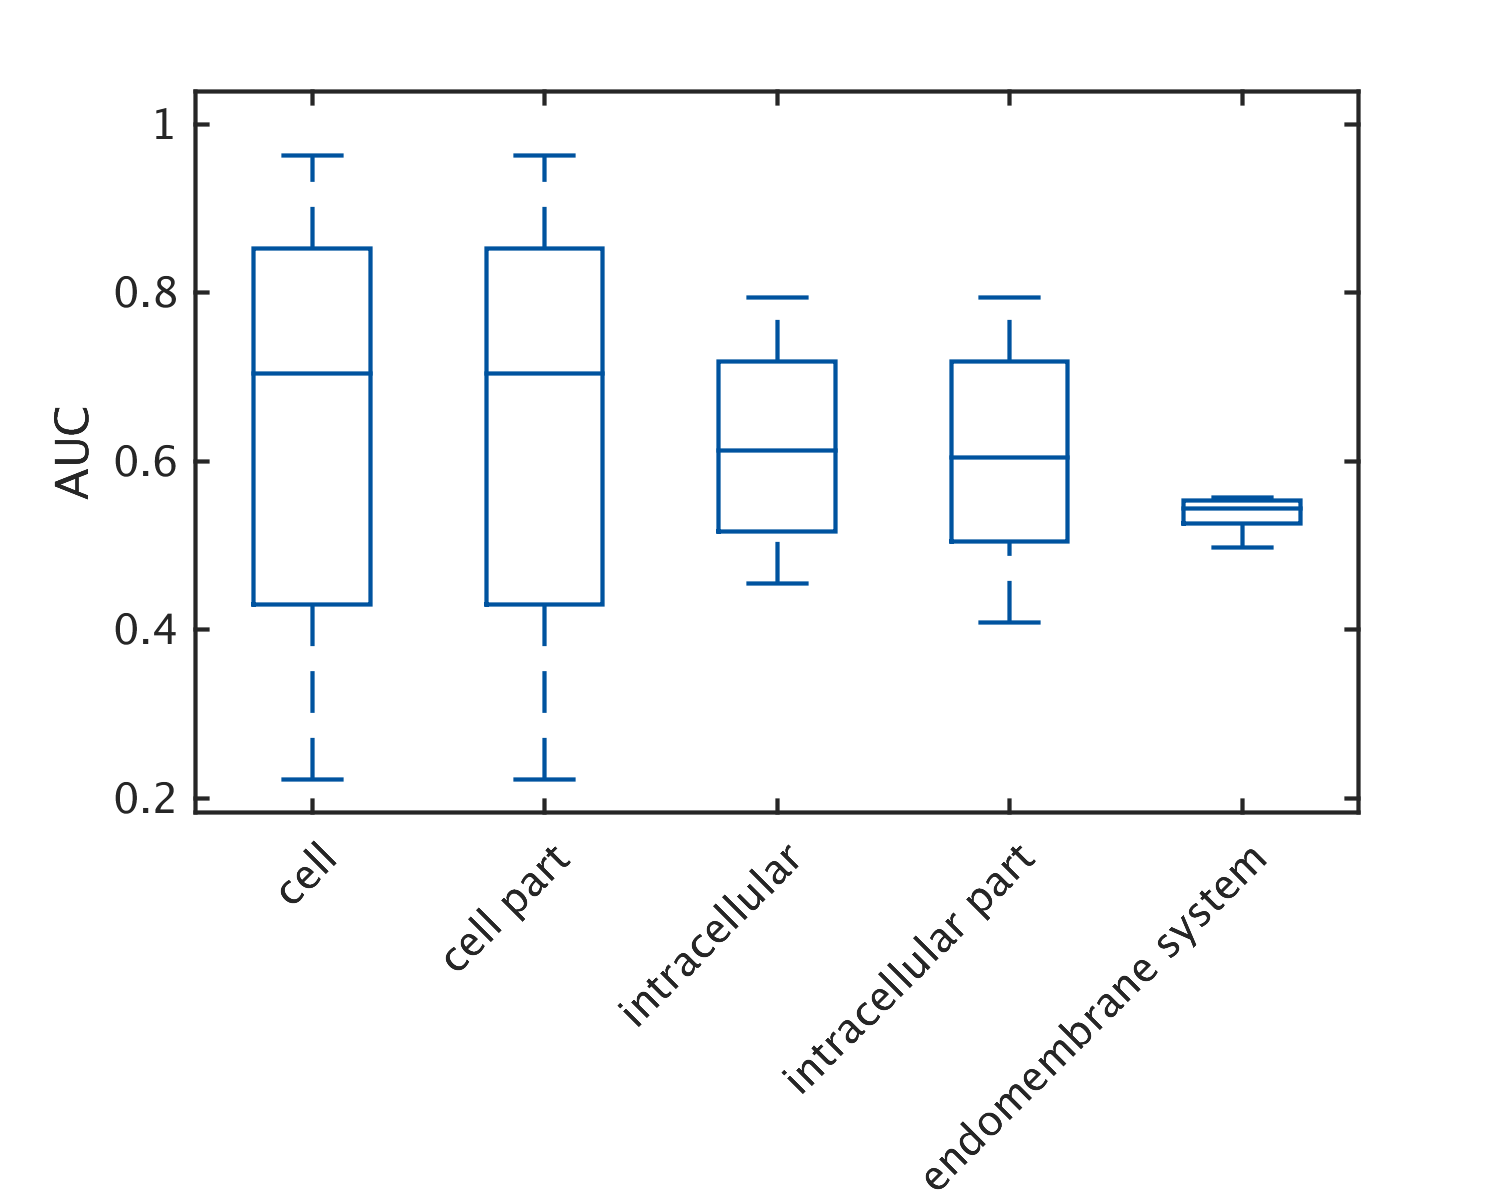 AUC
1
0.8
0.6
0.4
0.2
cell
cell part
intracellular
intracellular part
endomembrane system